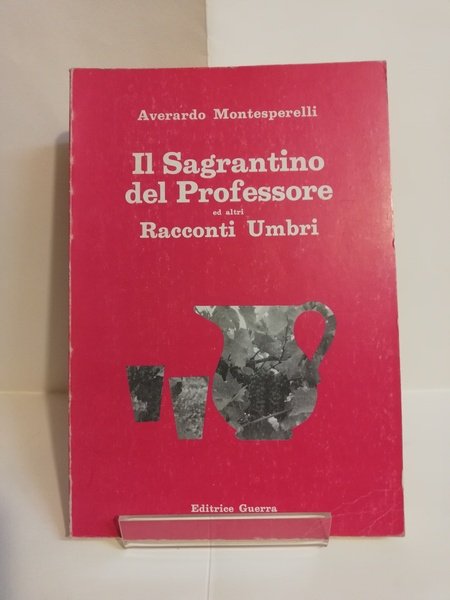 Averardo Montesperelli
Il Sagrantino
del Professore
ed altri
Racconti Umbri
Editrice Guerra